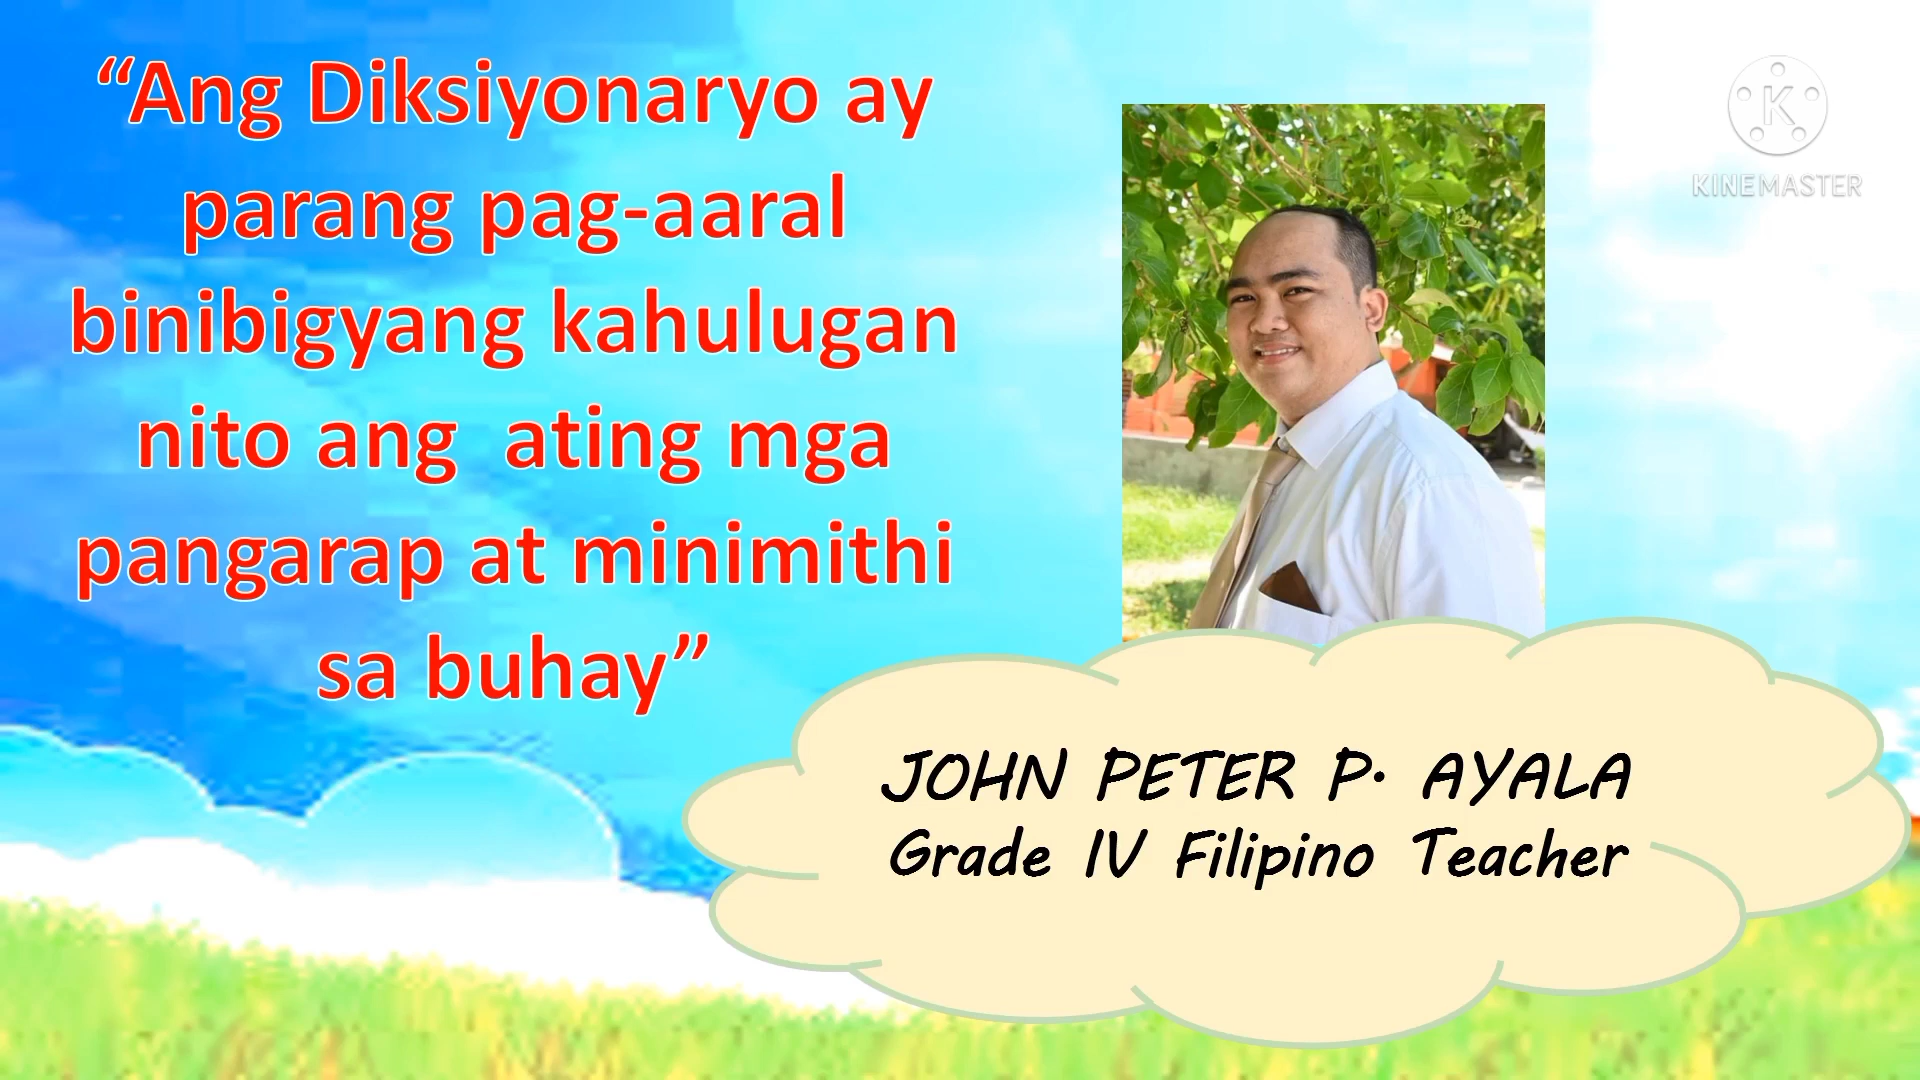 “Ang Diksiyonaryo ay
parang pag-aaral
binibigyang kahulugan
nito ang ating mga
pangarap at minimithi
sa buhay”
K
KINEMASTER
JOHN PETER P. AYALA
Grade IV Filipino Teacher